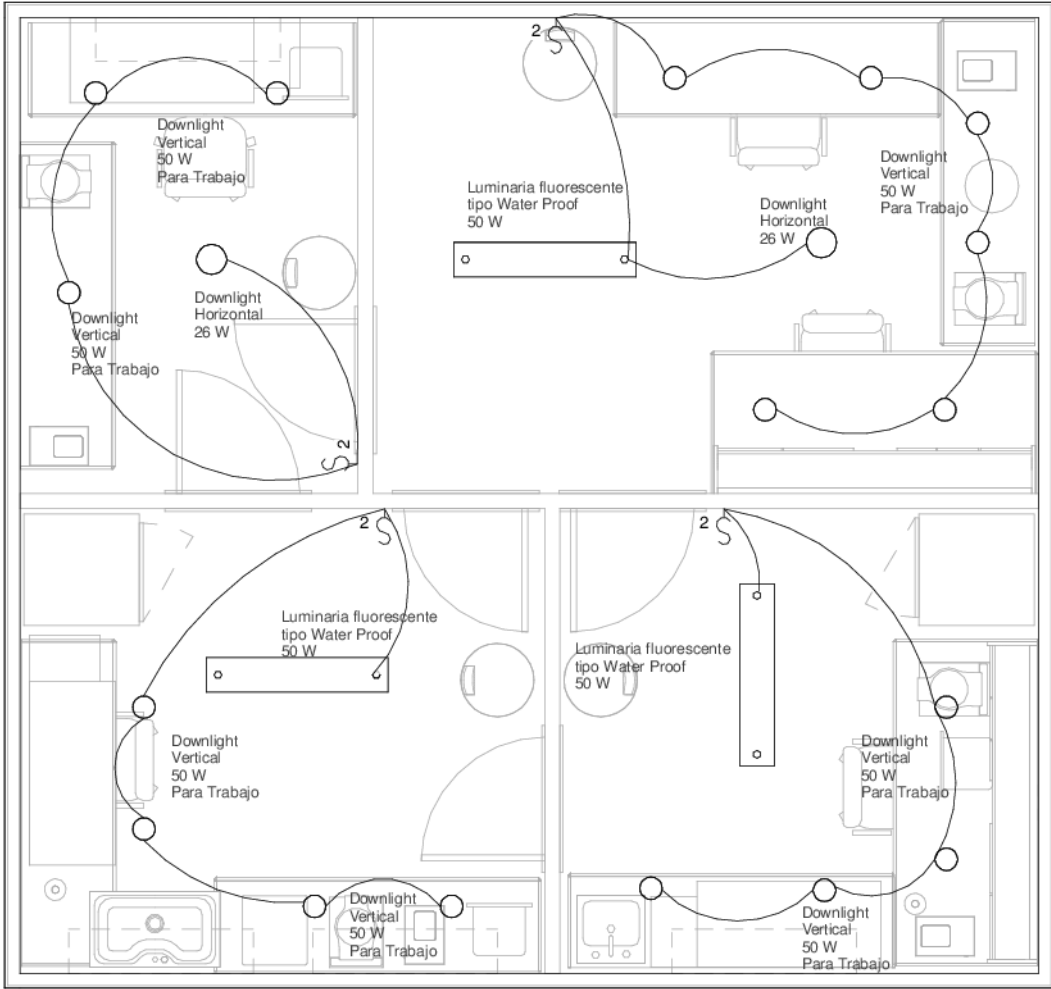 2
S
Downlight
Vertical
50 W
Para Trabajo
Downlight
Vertical
50 W
Para Trabajo
Luminaria fluorescente
tipo Water Proof
50 W
Downlight
Horizontal
26 W
Downlight
Horizontal
26 W
Downlight
Vertical
50 W
Para Trabajo
S
2
2
S
2
S
Luminaria fluorescente
tipo Water Proof
50 W
Luminaria fluorescente
tipo Water Proof
50 W
Downlight
Vertical
50 W
Para Trabajo
Downlight
Vertical
50 W
Para Trabajo
Downlight
Vertical
50 W
Para Trabajo
Downlight
Vertical
50 W
Para Trabajo